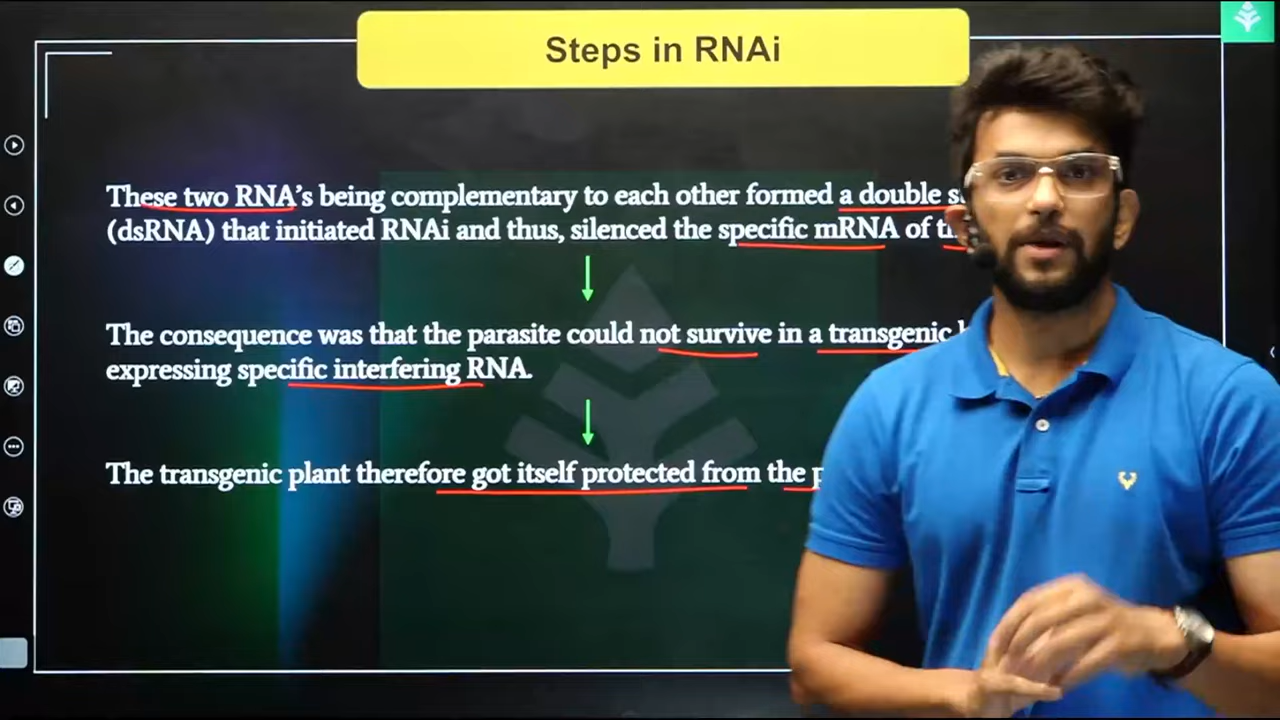 Steps in RNAi
These two RNA's being complementary to each other formed a double
(dsRNA) that initiated RNAi and thus, silenced the specific mRNA of
The consequence was that the parasite could not survive in a transgenic
expressing specific interfering RNA.
The transgenic plant therefore got itself protected from the